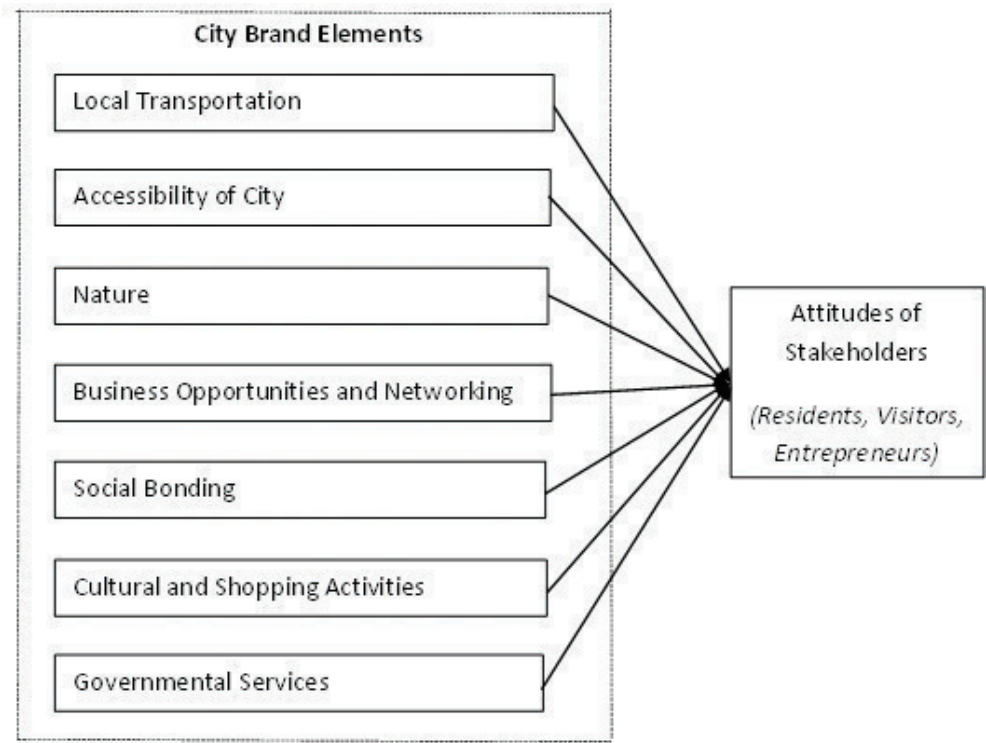 City Brand Elements
Local Transportation
Accessibility of City
Nature
Business Opportunities and Networking
Social Bonding
Cultural and Shopping Activities
Governmental Services
Attitudes of
Stakeholders
(Residents, Visitors,
Entrepreneurs)